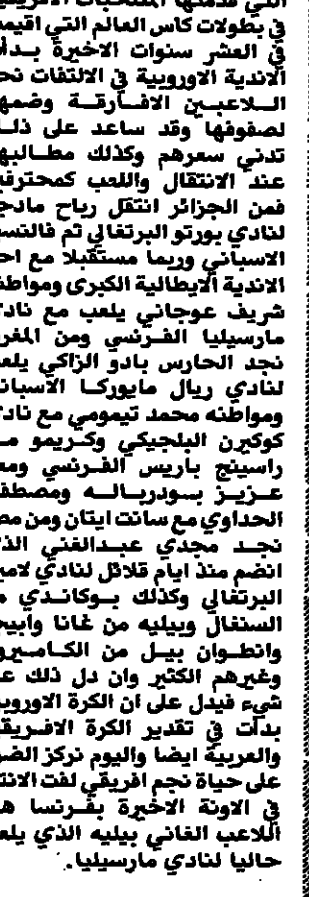 التي قدمتها المنتخبات الافريقي
في بطولات كاس العالم التي اقيمت
في العشر سنوات الاخيرة بدأت
الاندية الاوروبية في الالتفات نحو
اللاعبين الافارقة وضمهم
لصفوفها وقد ساعد على ذلك
تدني سعرهم وكذلك مطالبهم
عند الانتقال واللعب كمحترفين
فمن الجزائر انتقل رباح مادجر
لنادي بورتو البرتغالي ثم فالنسي
الاسباني وربما مستقبلا مع احد
الاندية الايطالية الكبرى ومواطنه
شريف عوجاني يلعب مع نادي
مارسيليا الفرنسي ومن المغرب
نجد الحارس بادو الزاكي يلعب
لنادي ريال مايوركا الاسباني
ومواطنه محمد تيمومي مع نادي
كوكيرن البلجيكي وكريمو مع
راسينج باريس الفرنسي ومعه
عزيز بسودربالسه ومصطفى
الحداوي مع سانت ايتان ومن مصر
نجد مجدي عبدالغني الذي
انضم منذ ايام قلائل لنادي لامير
البرتغالي وكذلك بوكاندي من
السنغال وبيليه من غانا وابيجا
وانطوان بيل من الكاميرون
وغيرهم الكثير وان دل ذلك على
شيء فيدل على ان الكرة الاوروبية
بدات في تقدير الكرة الافريقية
والعربية ايضا واليوم نركز الضوء
على حياة نجم افريقي لفت الانتباه
في الاونة الاخيرة بفرنسا هو
اللاعب الغاني بيليه الذي يلعب
حاليا لنادي مارسيليا.